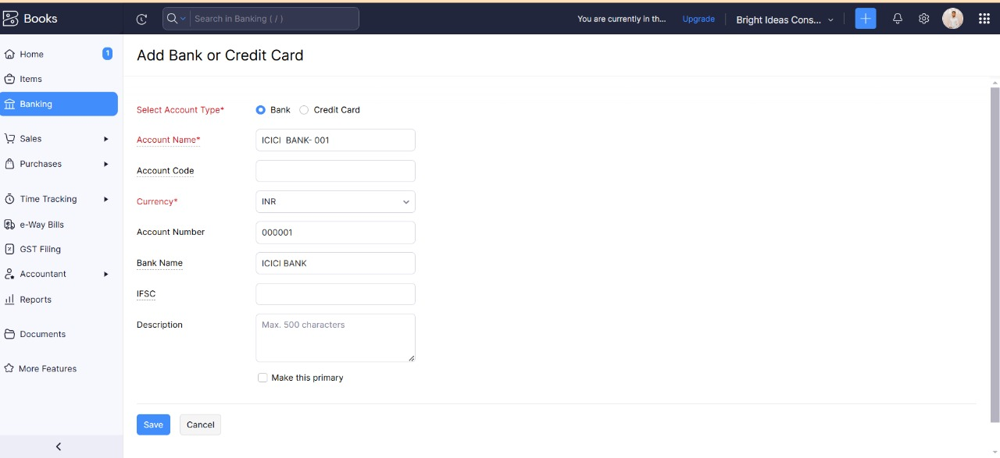 Books
Search in Banking ( / )
You are currently in th...
Upgrade
Bright Ideas Cons...
Home
1
Items
Banking
Sales
Purchases
Time Tracking
e-Way Bills
GST Filing
Accountant
Reports
Documents
More Features
Add Bank or Credit Card
Select Account Type*
Bank
Credit Card
Account Name*
ICICI  BANK- 001
Account Code
Currency*
INR
Account Number
000001
Bank Name
ICICI BANK
IFSC
Description
Max. 500 characters
Make this primary
Save
Cancel